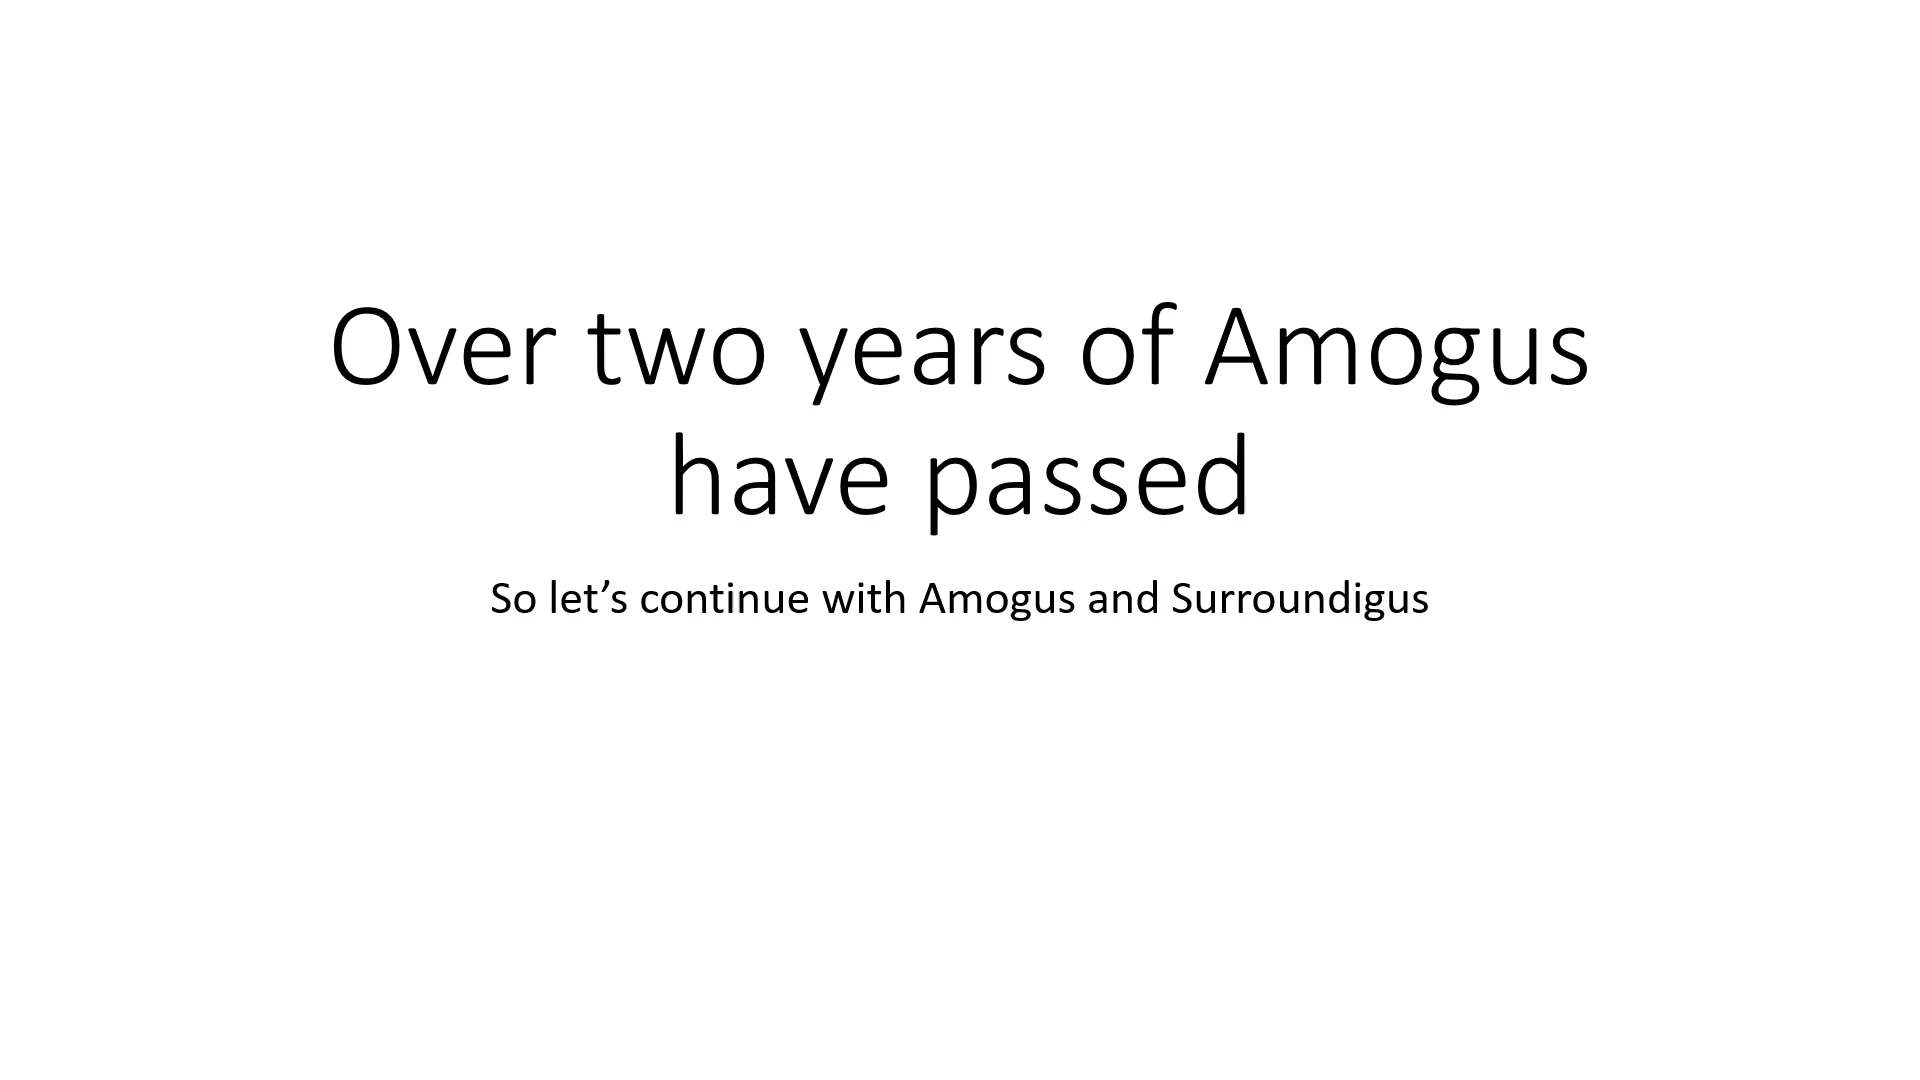 Over two years of Amogus
have passed
So let’s continue with Amogus and Surroundigus